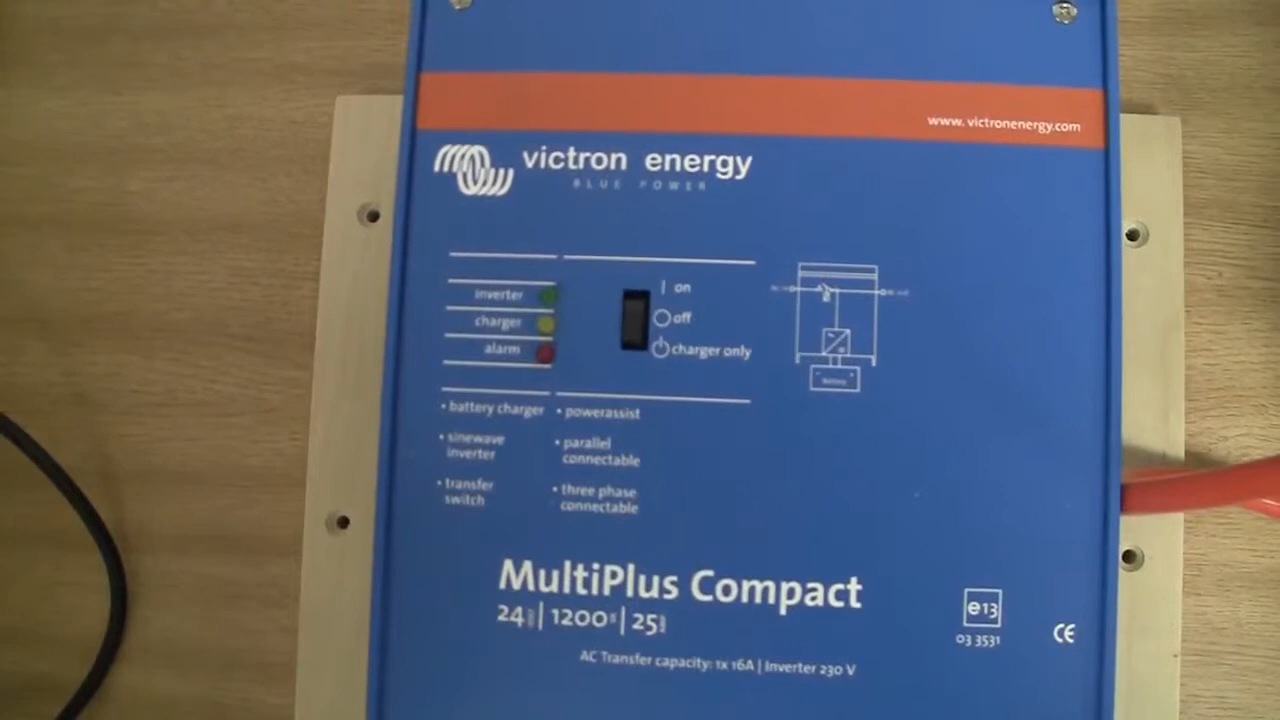 www. victronenergy.com
victron energy
BLUE POWER
inverter
charger
alarm
on
off
charger only
Battery
• battery charger
• sinewave
inverter
• transfer
switch
• powerassist
• parallel
connectable
• three phase
connectable
MultiPlus Compact
24 | 1200 | 25
AC Transfer capacity: 1x 16A | Inverter 230 V
e13
03 3531
CE